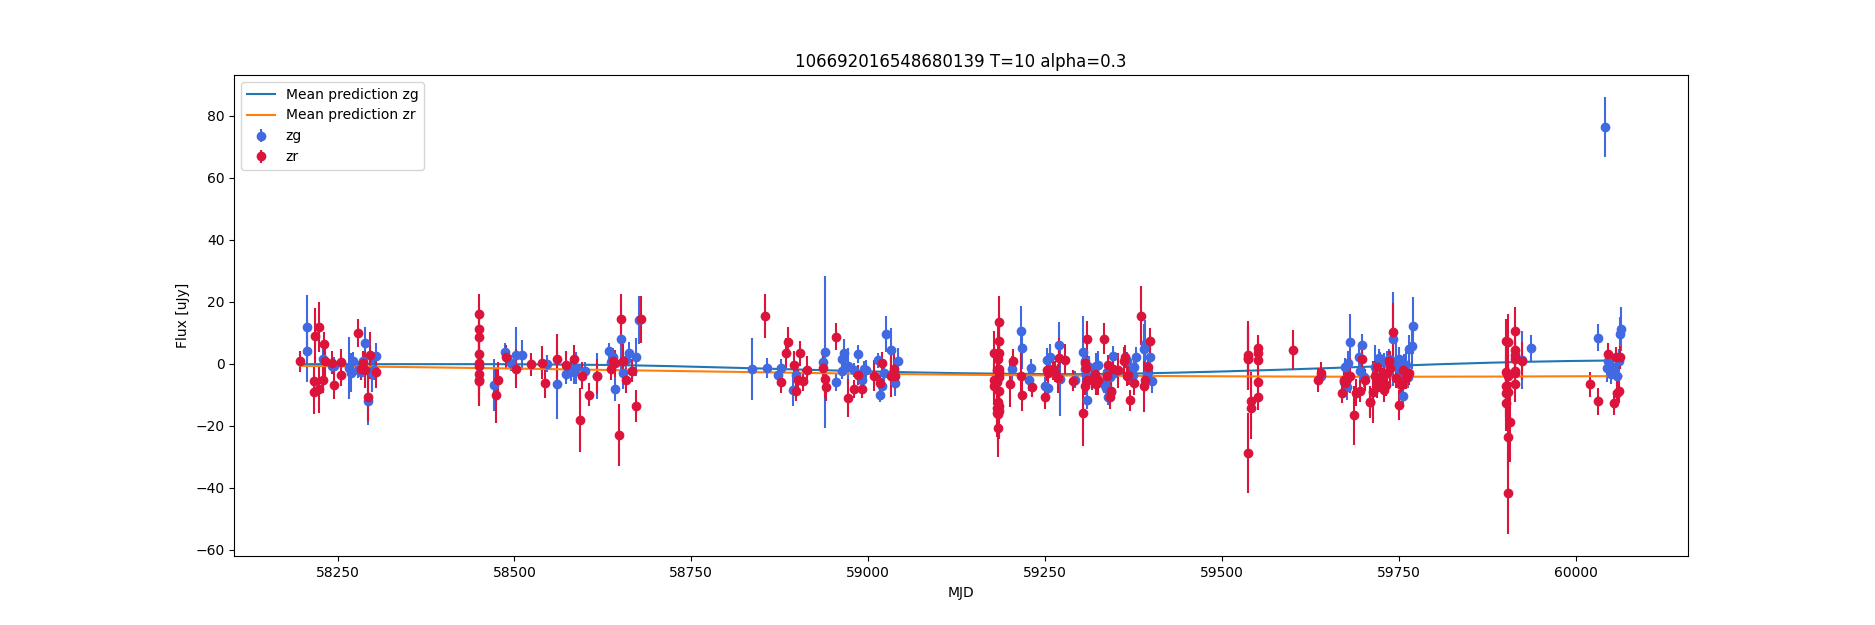 106692016548680139 T=10 alpha=0.3
Mean prediction zg
Mean prediction zr
zg
zr
Flux [uJy]
80
60
40
20
0
−20
−40
−60
58250 58500 58750 59000 59250 59500 59750 60000
MJD